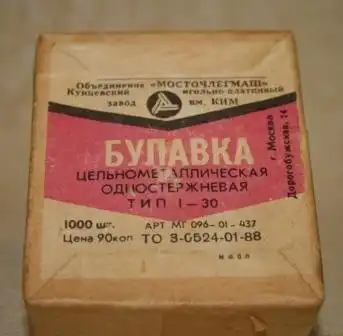 Объединение «МОСТОЧЛЕГМАШ»
Кунцевский игольно-платинный
завод им. КИМ
БУЛАВКА
ЦЕЛЬНОМЕТАЛЛИЧЕСКАЯ
ОДНОСТЕРЖНЕВАЯ
ТИП I—30
1000 шт. АРТ МГ 096-01-437
Цена 90коп ТО 3-0524-01-88
г. Москва
Дорогобужская, 14